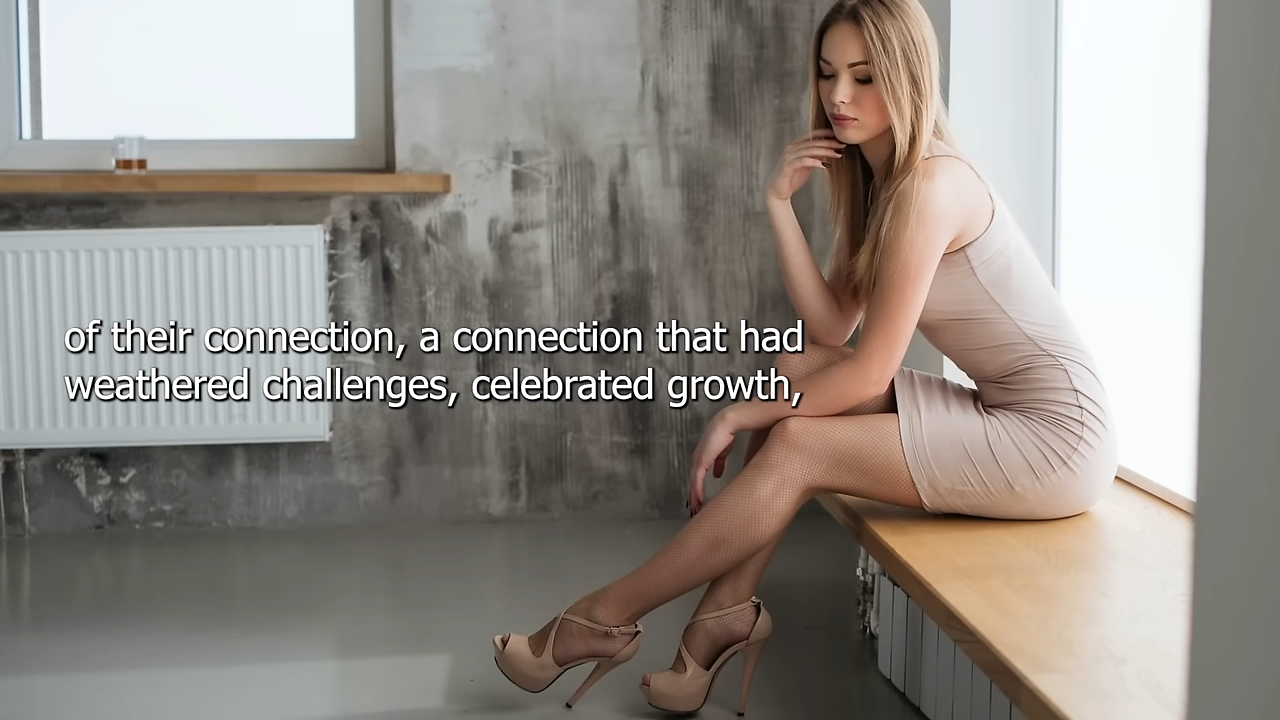 of their connection, a connection that had
weathered challenges, celebrated growth,